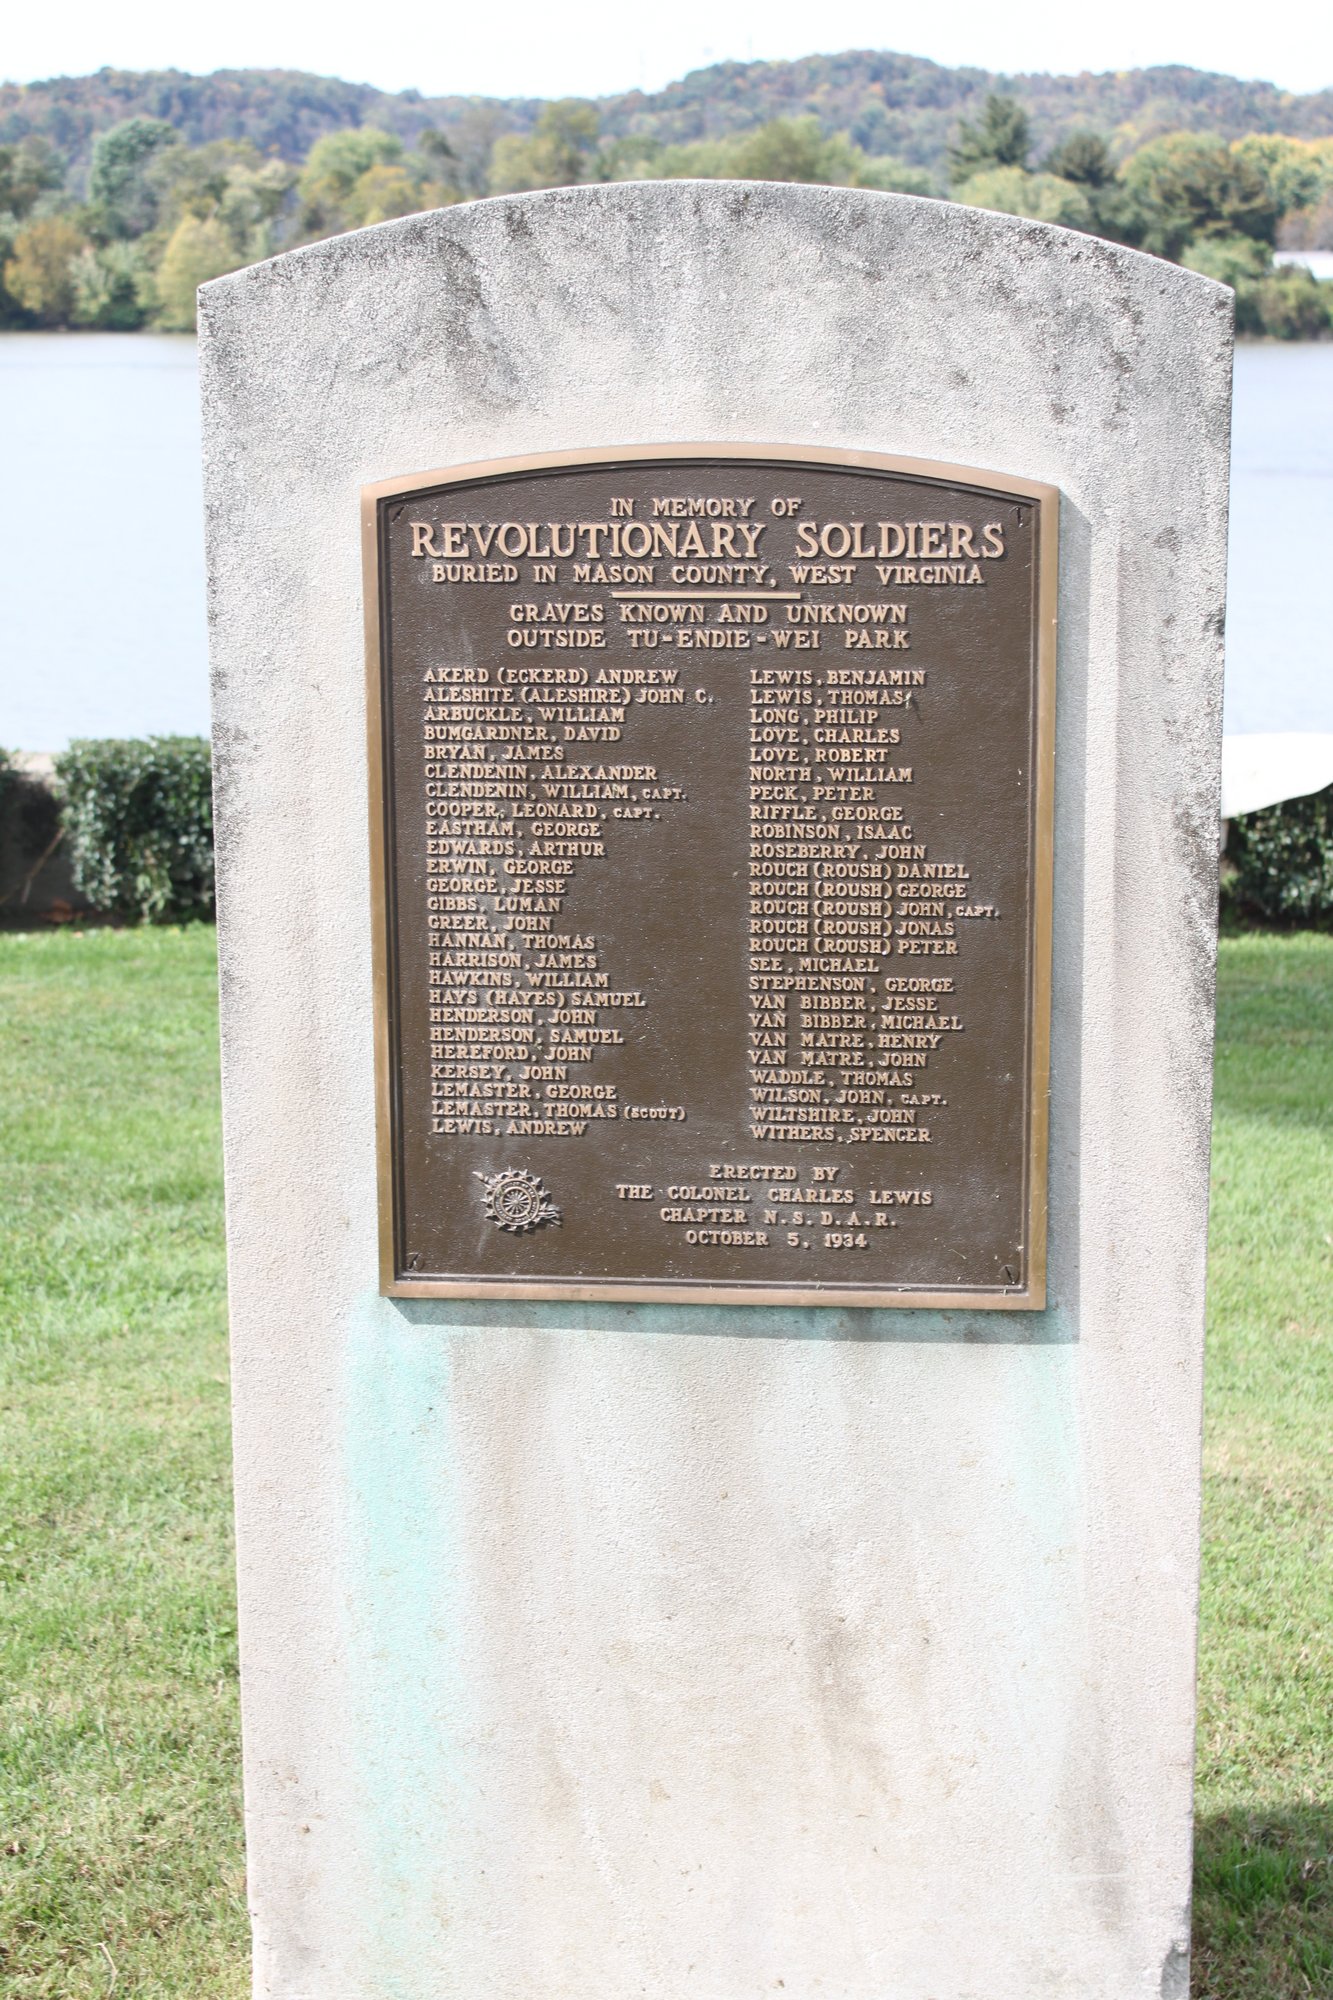 IN MEMORY OF
REVOLUTIONARY SOLDIERS
BURIED IN MASON COUNTY, WEST VIRGINIA
GRAVES KNOWN AND UNKNOWN
OUTSIDE TU-ENDIE-WEI PARK
AKERD (ECKERD) ANDREW
ALESHITE (ALESHIRE) JOHN C.
ARBUCKLE, WILLIAM
BUMGARDNER, DAVID
BRYAN, JAMES
CLENDENIN, ALEXANDER
CLENDENIN, WILLIAM, CAPT.
COOPER, LEONARD, CAPT.
EASTHAM, GEORGE
EDWARDS, ARTHUR
ERWIN, GEORGE
GEORGE, JESSE
GIBBS, LUMAN
GREER, JOHN
HANNAN, THOMAS
HARRISON, JAMES
HAWKINS, WILLIAM
HAYS (HAYES) SAMUEL
HENDERSON, JOHN
HENDERSON, SAMUEL
HEREFORD, JOHN
KERSEY, JOHN
LEMASTER, GEORGE
LEMASTER, THOMAS (SCOUT)
LEWIS, ANDREW
LEWIS, BENJAMIN
LEWIS, THOMAS
LONG, PHILIP
LOVE, CHARLES
LOVE, ROBERT
NORTH, WILLIAM
PECK, PETER
RIFFLE, GEORGE
ROBINSON, ISAAC
ROSEBERRY, JOHN
ROUCH (ROUSH) DANIEL
ROUCH (ROUSH) GEORGE
ROUCH (ROUSH) JOHN, CAPT.
ROUCH (ROUSH) JONAS
ROUCH (ROUSH) PETER
SEE, MICHAEL
STEPHENSON, GEORGE
VAN BIBBER, JESSE
VAN BIBBER, MICHAEL
VAN MATRE, HENRY
VAN MATRE, JOHN
WADDLE, THOMAS
WILSON, JOHN, CAPT.
WILTSHIRE, JOHN
WITHERS, SPENCER
ERECTED BY
THE COLONEL CHARLES LEWIS
CHAPTER N.S.D.A.R.
OCTOBER 5, 1934